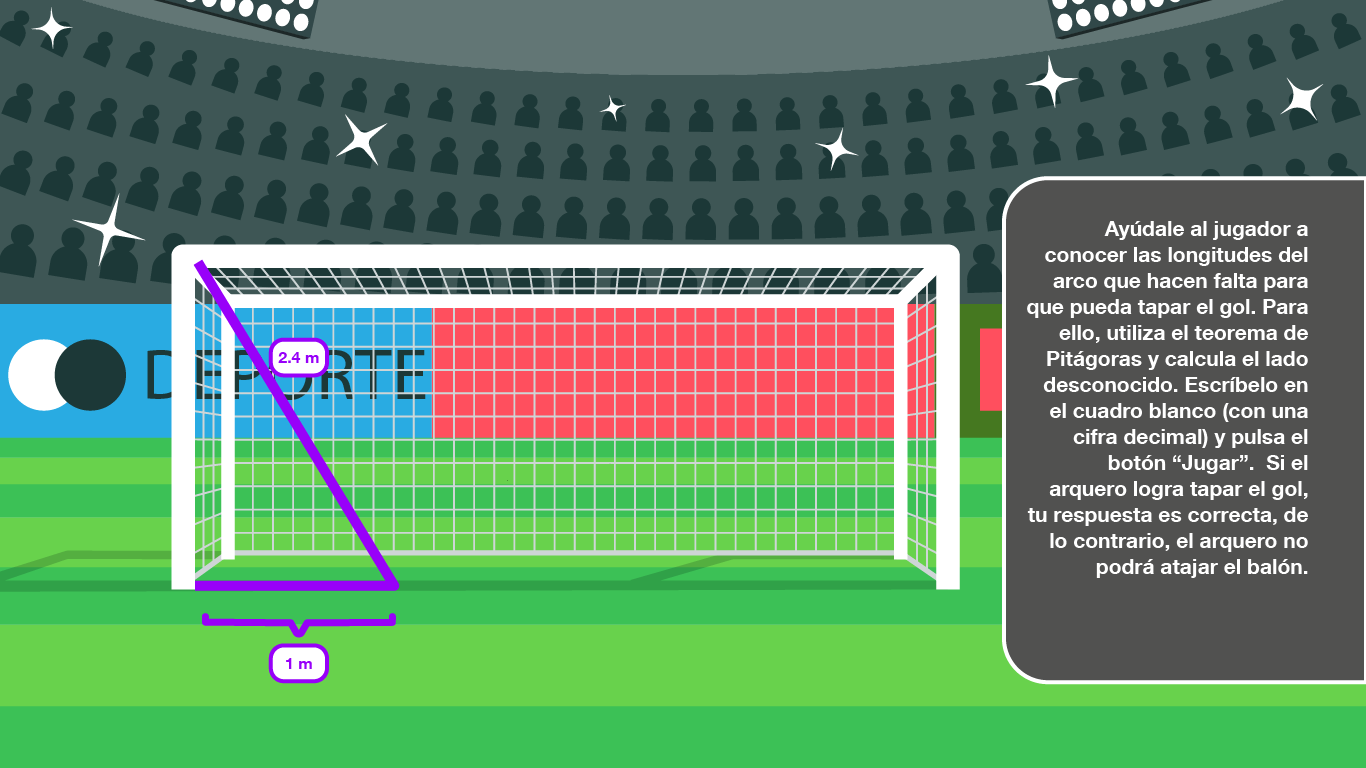 DEPORTE
2.4 m
1 m
Ayúdale al jugador a
conocer las longitudes del
arco que hacen falta para
que pueda tapar el gol. Para
ello, utiliza el teorema de
Pitágoras y calcula el lado
desconocido. Escríbelo en
el cuadro blanco (con una
cifra decimal) y pulsa el
botón “Jugar”.  Si el
arquero logra tapar el gol,
tu respuesta es correcta, de
lo contrario, el arquero no
podrá atajar el balón.